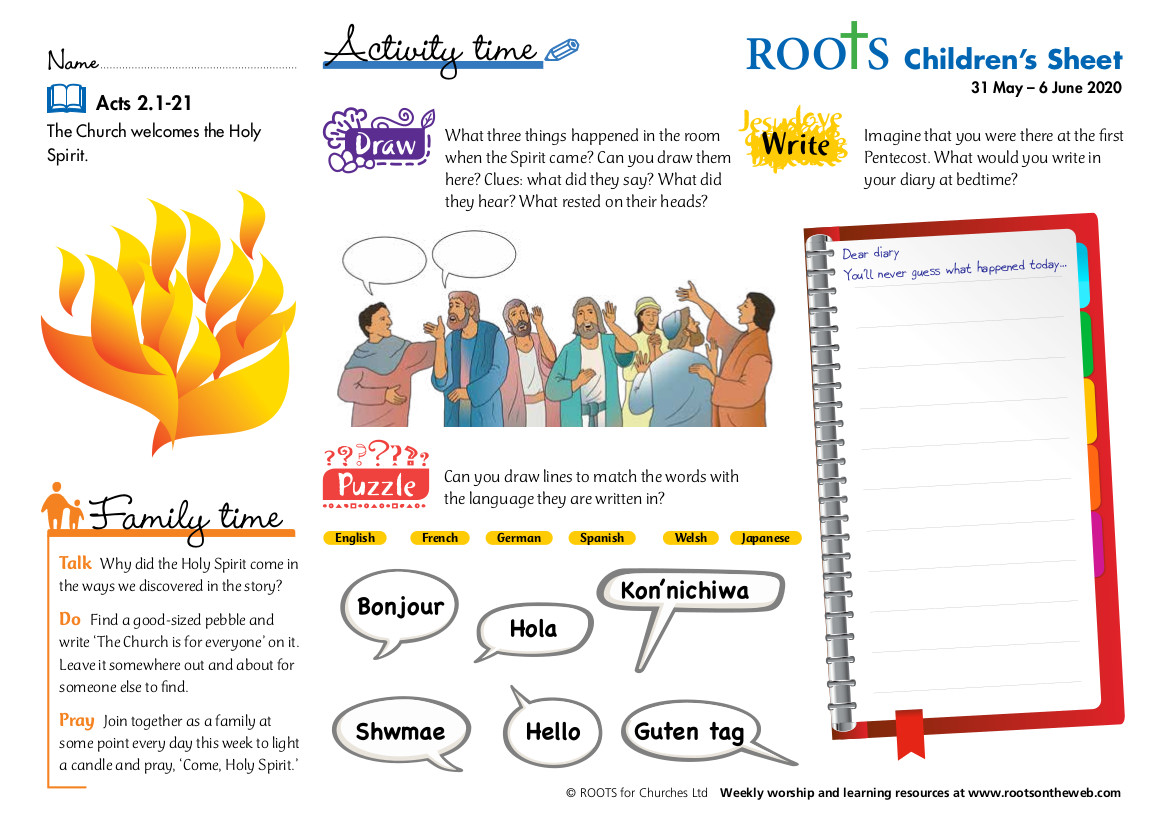 Name
Acts 2.1-21
The Church welcomes the Holy
Spirit.
Family time
Talk Why did the Holy Spirit come in
the ways we discovered in the story?
Do Find a good-sized pebble and
write ‘The Church is for everyone’ on it.
Leave it somewhere out and about for
someone else to find.
Pray Join together as a family at
some point every day this week to light
a candle and pray, ‘Come, Holy Spirit.’
Activity time
Draw
What three things happened in the room
when the Spirit came? Can you draw them
here? Clues: what did they say? What did
they hear? What rested on their heads?
??????? 
Puzzle
Can you draw lines to match the words with
the language they are written in?
English French German Spanish Welsh Japanese
Bonjour
Hola
Kon’nichiwa
Shwmae
Hello
Guten tag
ROOTS Children’s Sheet
31 May – 6 June 2020
Write
Imagine that you were there at the first
Pentecost. What would you write in
your diary at bedtime?
Dear diary
You’ll never guess what happened today...
© ROOTS for Churches Ltd Weekly worship and learning resources at www.rootsontheweb.com